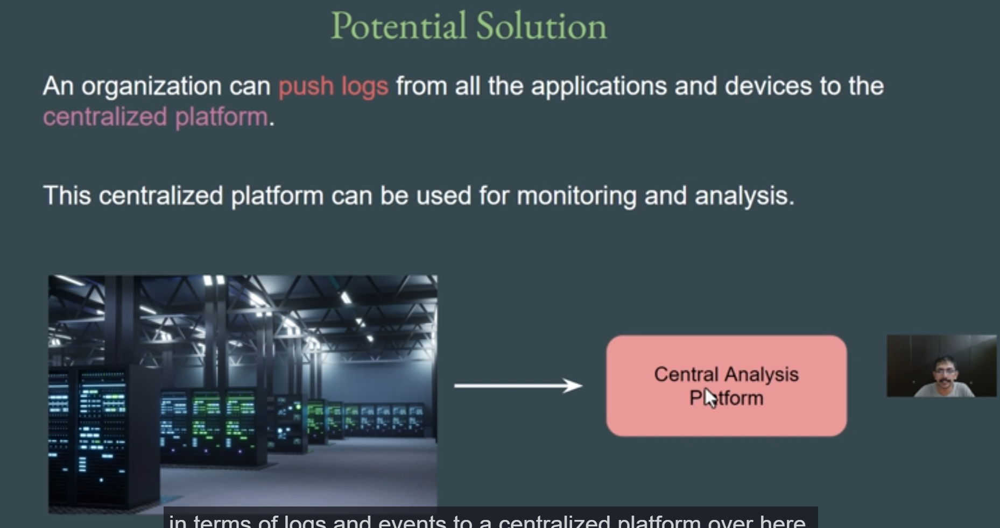 Potential Solution
An organization can push logs from all the applications and devices to the
centralized platform.
This centralized platform can be used for monitoring and analysis.
Central Analysis
Platform
in terms of logs and events to a centralized platform over here